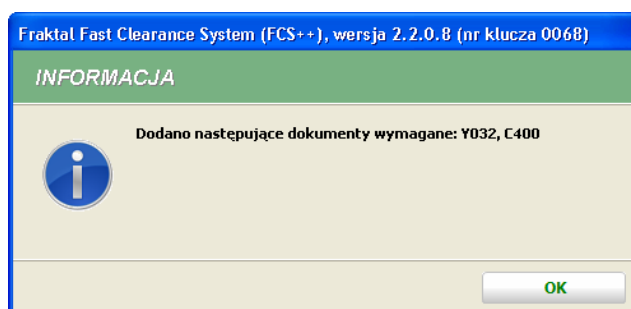 Fraktal Fast Clearance System (FCS++), wersja 2.2.0.8 (nr klucza 0068)
INFORMACJA
Dodano następujące dokumenty wymagane: Y032, C400
OK